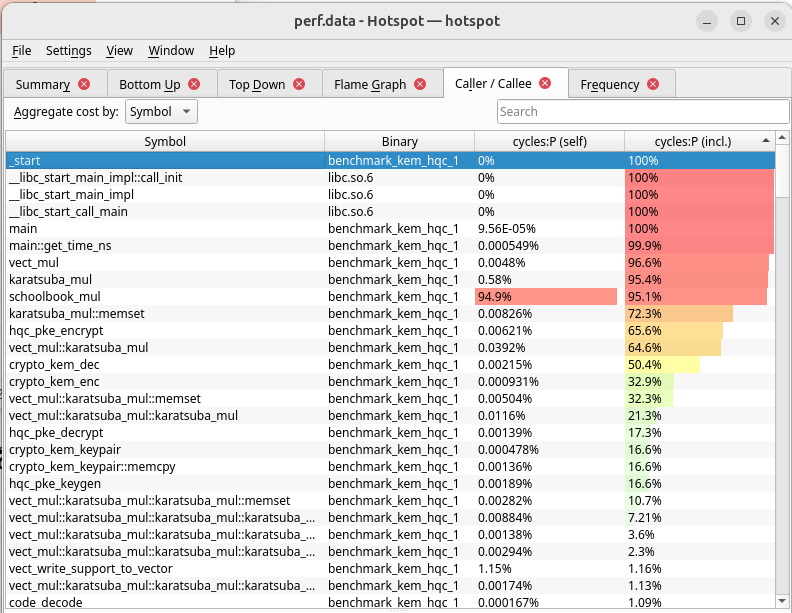 perf.data - Hotspot — hotspot
File Settings View Window Help
Summary Bottom Up Top Down Flame Graph Caller / Callee Frequency
Aggregate cost by: Symbol Search
Symbol Binary cycles:P (self) cycles:P (incl.)
_start benchmark_kem_hqc_1 0% 100%
__libc_start_main_impl::call_init libc.so.6 0% 100%
__libc_start_main_impl libc.so.6 0% 100%
__libc_start_call_main libc.so.6 0% 100%
main benchmark_kem_hqc_1 9.56E-05% 100%
main::get_time_ns benchmark_kem_hqc_1 0.000549% 99.9%
vect_mul benchmark_kem_hqc_1 0.0048% 96.6%
karatsuba_mul benchmark_kem_hqc_1 0.58% 95.4%
schoolbook_mul benchmark_kem_hqc_1 94.9% 95.1%
karatsuba_mul::memset benchmark_kem_hqc_1 0.00826% 72.3%
hqc_pke_encrypt benchmark_kem_hqc_1 0.00621% 65.6%
vect_mul::karatsuba_mul benchmark_kem_hqc_1 0.0392% 64.6%
crypto_kem_dec benchmark_kem_hqc_1 0.00215% 50.4%
crypto_kem_enc benchmark_kem_hqc_1 0.000931% 32.9%
vect_mul::karatsuba_mul::memset benchmark_kem_hqc_1 0.00504% 32.3%
vect_mul::karatsuba_mul::karatsuba_mul benchmark_kem_hqc_1 0.0116% 21.3%
hqc_pke_decrypt benchmark_kem_hqc_1 0.00139% 17.3%
crypto_kem_keypair benchmark_kem_hqc_1 0.000478% 16.6%
crypto_kem_keypair::memcpy benchmark_kem_hqc_1 0.00136% 16.6%
hqc_pke_keygen benchmark_kem_hqc_1 0.00189% 16.6%
vect_mul::karatsuba_mul::karatsuba_mul::memset benchmark_kem_hqc_1 0.00282% 10.7%
vect_mul::karatsuba_mul::karatsuba_mul::karatsuba_... benchmark_kem_hqc_1 0.00884% 7.21%
vect_mul::karatsuba_mul::karatsuba_mul::karatsuba_... benchmark_kem_hqc_1 0.00138% 3.6%
vect_mul::karatsuba_mul::karatsuba_mul::karatsuba_... benchmark_kem_hqc_1 0.00294% 2.3%
vect_write_support_to_vector benchmark_kem_hqc_1 1.15% 1.16%
vect_mul::karatsuba_mul::karatsuba_mul::karatsuba_... benchmark_kem_hqc_1 0.00174% 1.13%
code_decode benchmark_kem_hqc_1 0.000167% 1.09%